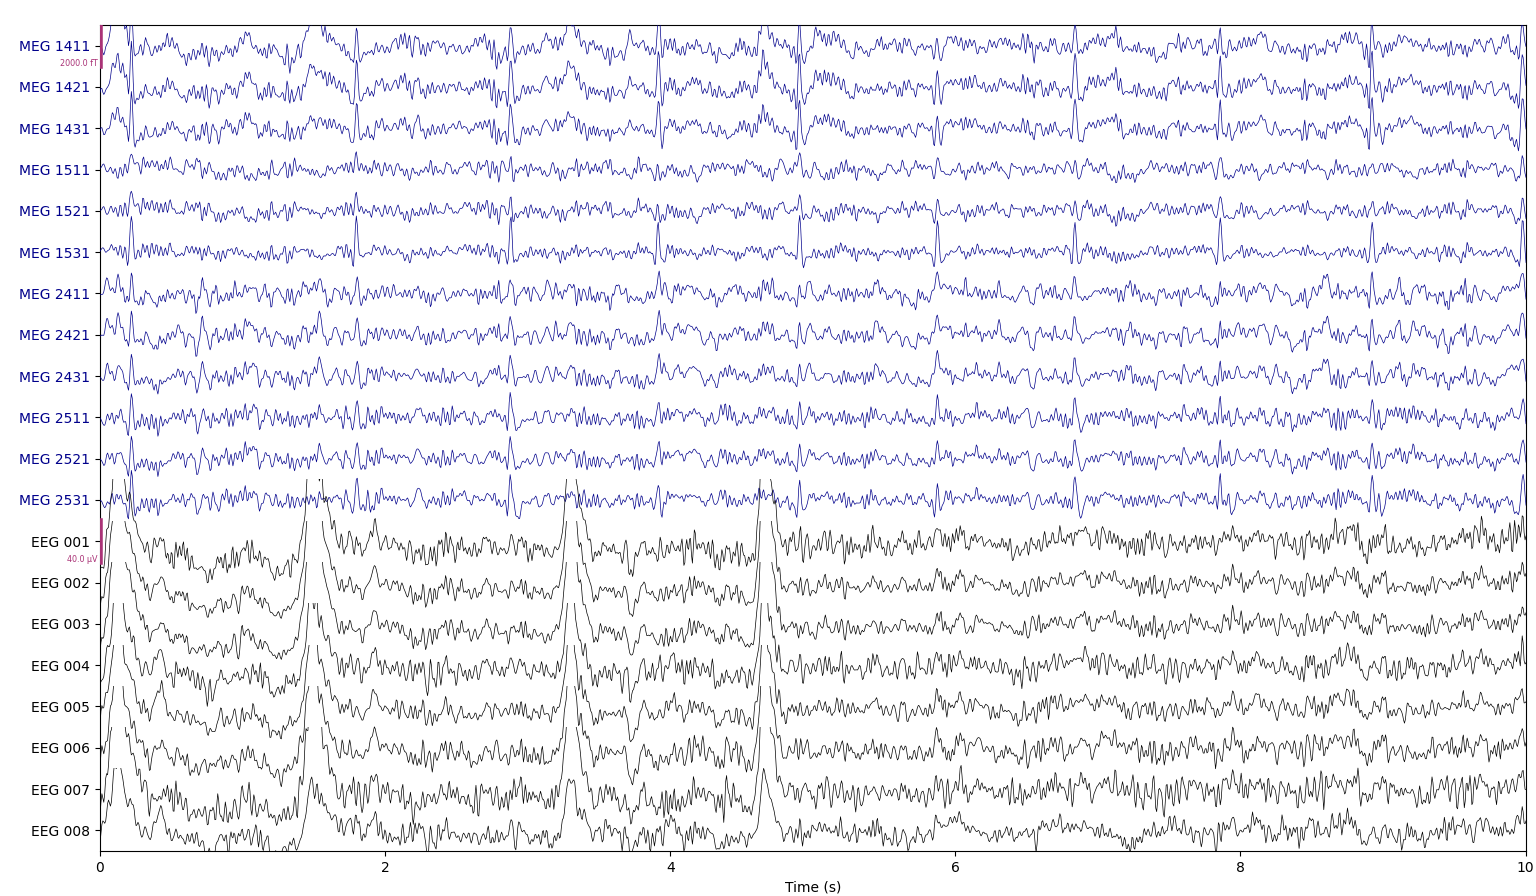 MEG 1411
2000.0 fT
MEG 1421
MEG 1431
MEG 1511
MEG 1521
MEG 1531
MEG 2411
MEG 2421
MEG 2431
MEG 2511
MEG 2521
MEG 2531
EEG 001
40.0 µV
EEG 002
EEG 003
EEG 004
EEG 005
EEG 006
EEG 007
EEG 008
0 2 4 6 8 10
Time (s)